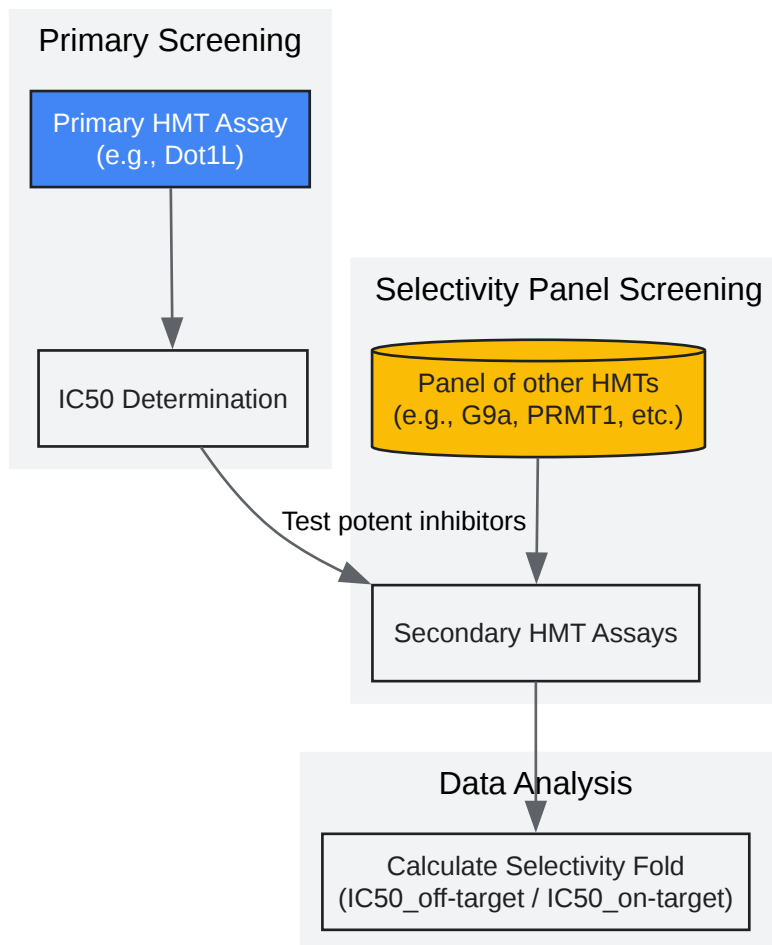 Primary Screening
Primary HMT Assay
(e.g., Dot1L)
IC50 Determination
Selectivity Panel Screening
Panel of other HMTs
(e.g., G9a, PRMT1, etc.)
Test potent inhibitors
Secondary HMT Assays
Data Analysis
Calculate Selectivity Fold
(IC50_off-target / IC50_on-target)